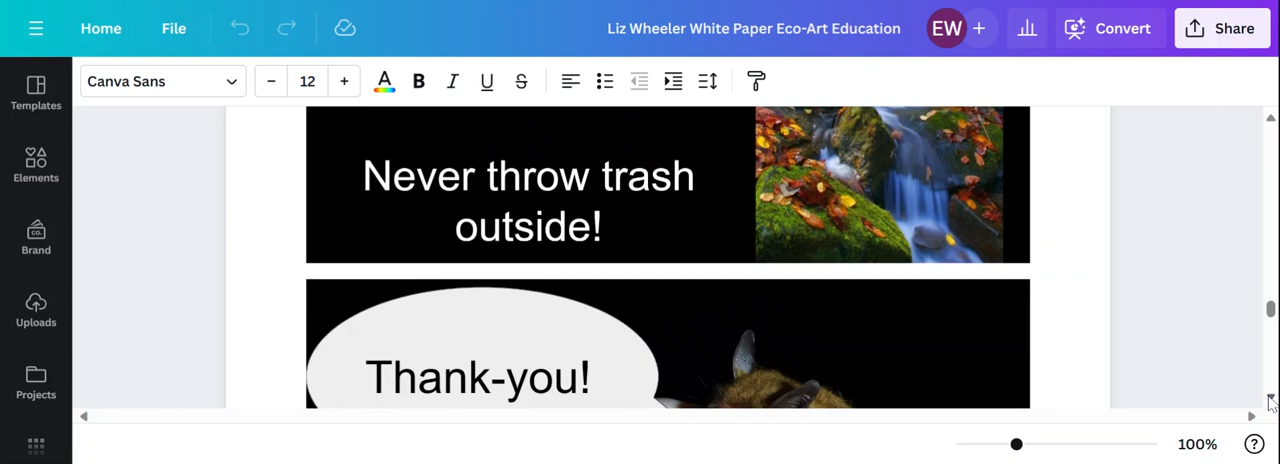 Home File Liz Wheeler White Paper Eco-Art Education EW + Convert Share
Canva Sans - 12 + A B I U S
Templates
Elements
CO.
Brand
Uploads
Projects
Never throw trash
outside!
Thank-you!
100% ?